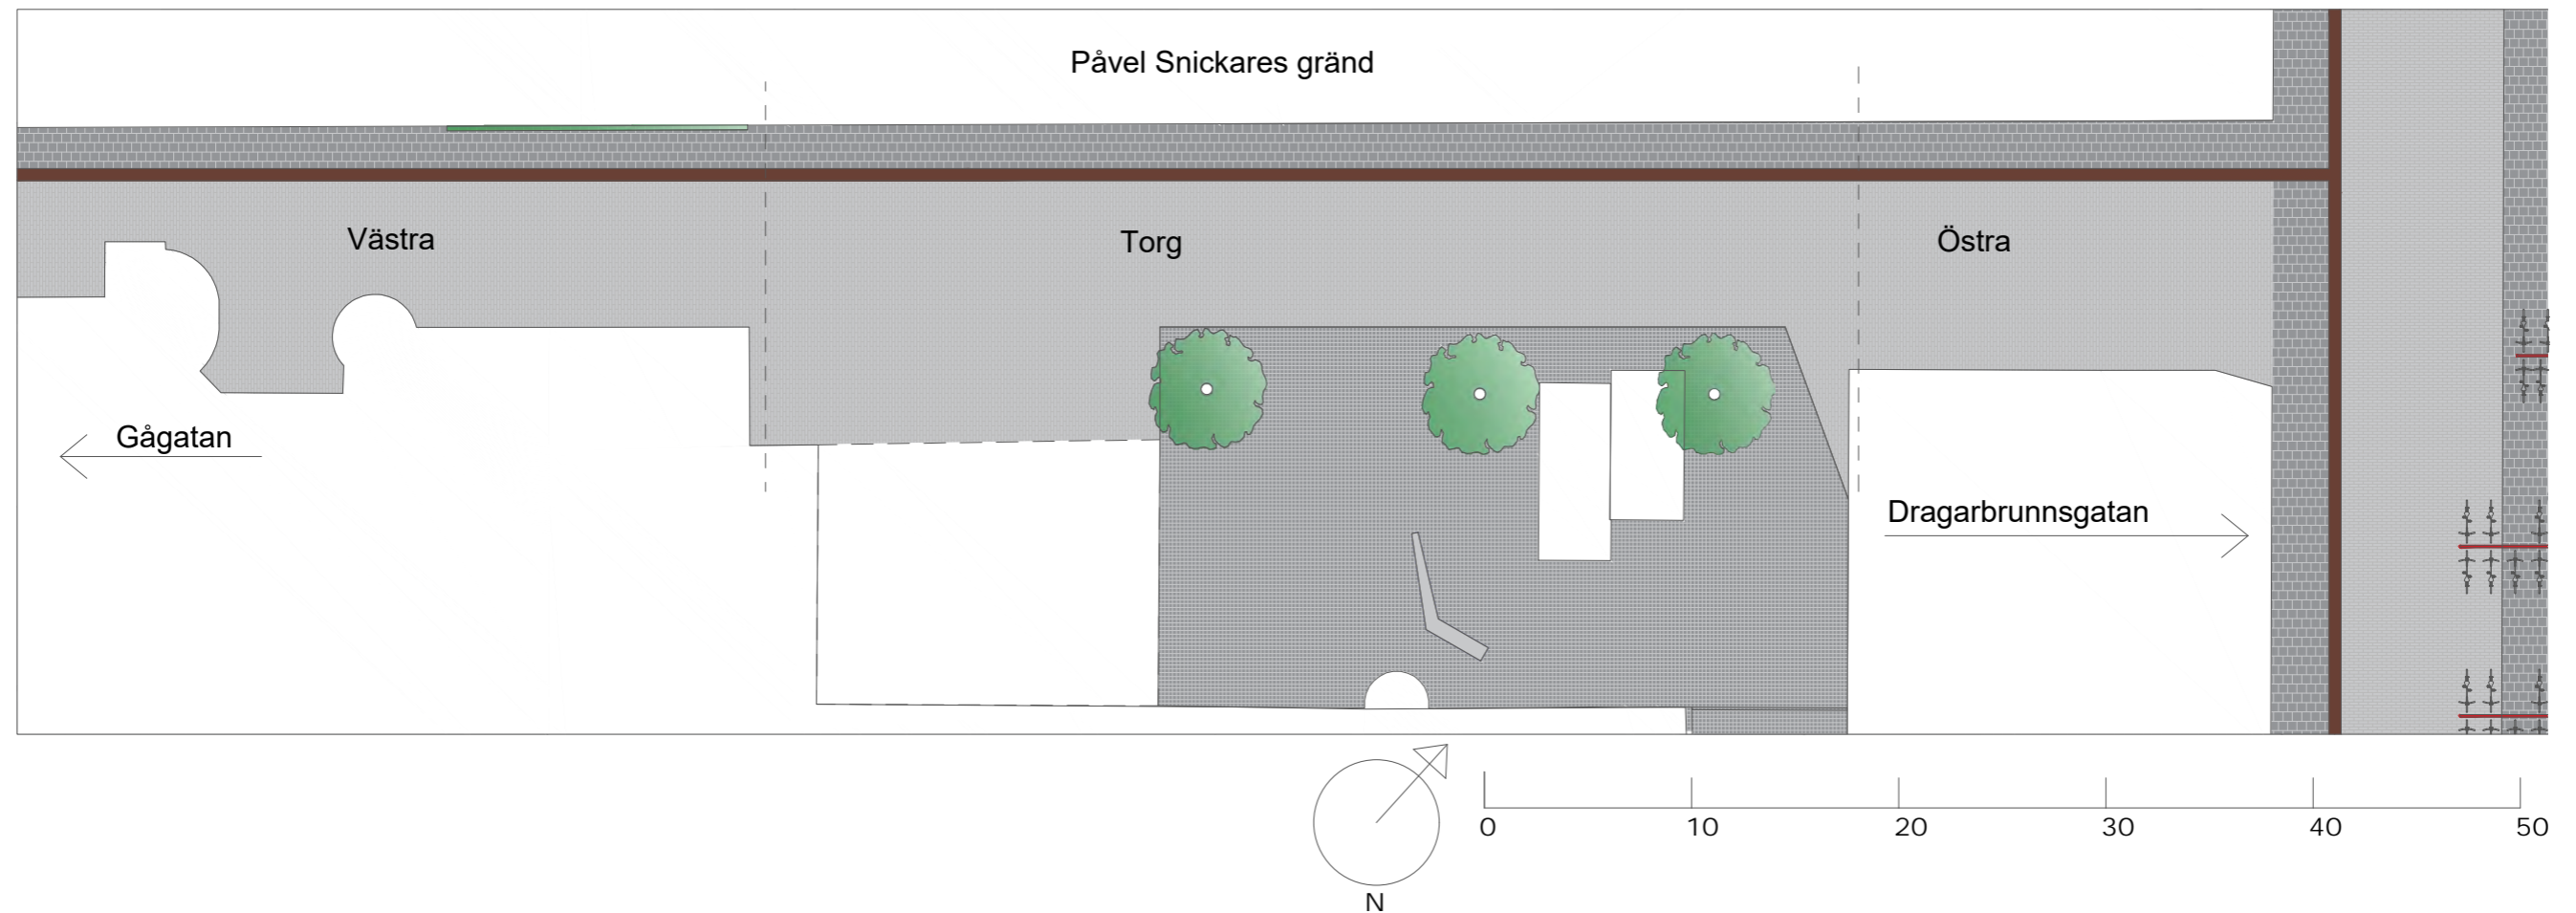 Påvel Snickares gränd
Västra
Torg
Östra
Gågatan
Dragarbrunnsgatan
0 10 20 30 40 50
N